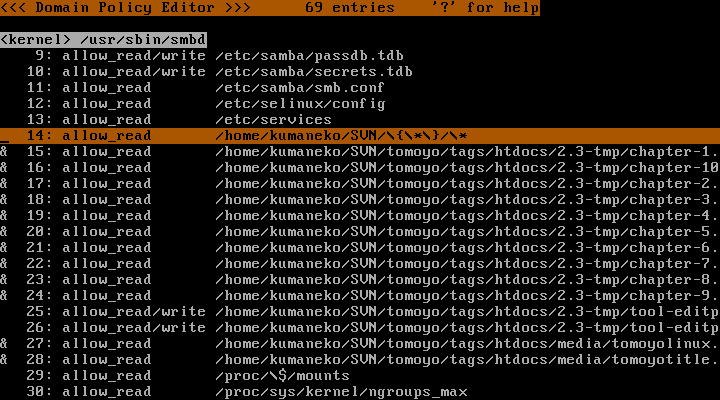 <<< Domain Policy Editor >>>      69 entries    '?' for help
<kernel> /usr/sbin/smbd
    9: allow_read/write /etc/samba/passdb.tdb
   10: allow_read/write /etc/samba/secrets.tdb
   11: allow_read       /etc/samba/smb.conf
   12: allow_read       /etc/selinux/config
   13: allow_read       /etc/services
_  14: allow_read       /home/kumaneko/SVN/\{\*\}/\*
&  15: allow_read       /home/kumaneko/SVN/tomoyo/tags/htdocs/2.3-tmp/chapter-1.
&  16: allow_read       /home/kumaneko/SVN/tomoyo/tags/htdocs/2.3-tmp/chapter-10
&  17: allow_read       /home/kumaneko/SVN/tomoyo/tags/htdocs/2.3-tmp/chapter-2.
&  18: allow_read       /home/kumaneko/SVN/tomoyo/tags/htdocs/2.3-tmp/chapter-3.
&  19: allow_read       /home/kumaneko/SVN/tomoyo/tags/htdocs/2.3-tmp/chapter-4.
&  20: allow_read       /home/kumaneko/SVN/tomoyo/tags/htdocs/2.3-tmp/chapter-5.
&  21: allow_read       /home/kumaneko/SVN/tomoyo/tags/htdocs/2.3-tmp/chapter-6.
&  22: allow_read       /home/kumaneko/SVN/tomoyo/tags/htdocs/2.3-tmp/chapter-7.
&  23: allow_read       /home/kumaneko/SVN/tomoyo/tags/htdocs/2.3-tmp/chapter-8.
&  24: allow_read       /home/kumaneko/SVN/tomoyo/tags/htdocs/2.3-tmp/chapter-9.
   25: allow_read/write /home/kumaneko/SVN/tomoyo/tags/htdocs/2.3-tmp/tool-editp
   26: allow_read/write /home/kumaneko/SVN/tomoyo/tags/htdocs/2.3-tmp/tool-editp
&  27: allow_read       /home/kumaneko/SVN/tomoyo/tags/htdocs/media/tomoyolinux.
&  28: allow_read       /home/kumaneko/SVN/tomoyo/tags/htdocs/media/tomoyotitle.
   29: allow_read       /proc/\$/mounts
   30: allow_read       /proc/sys/kernel/ngroups_max